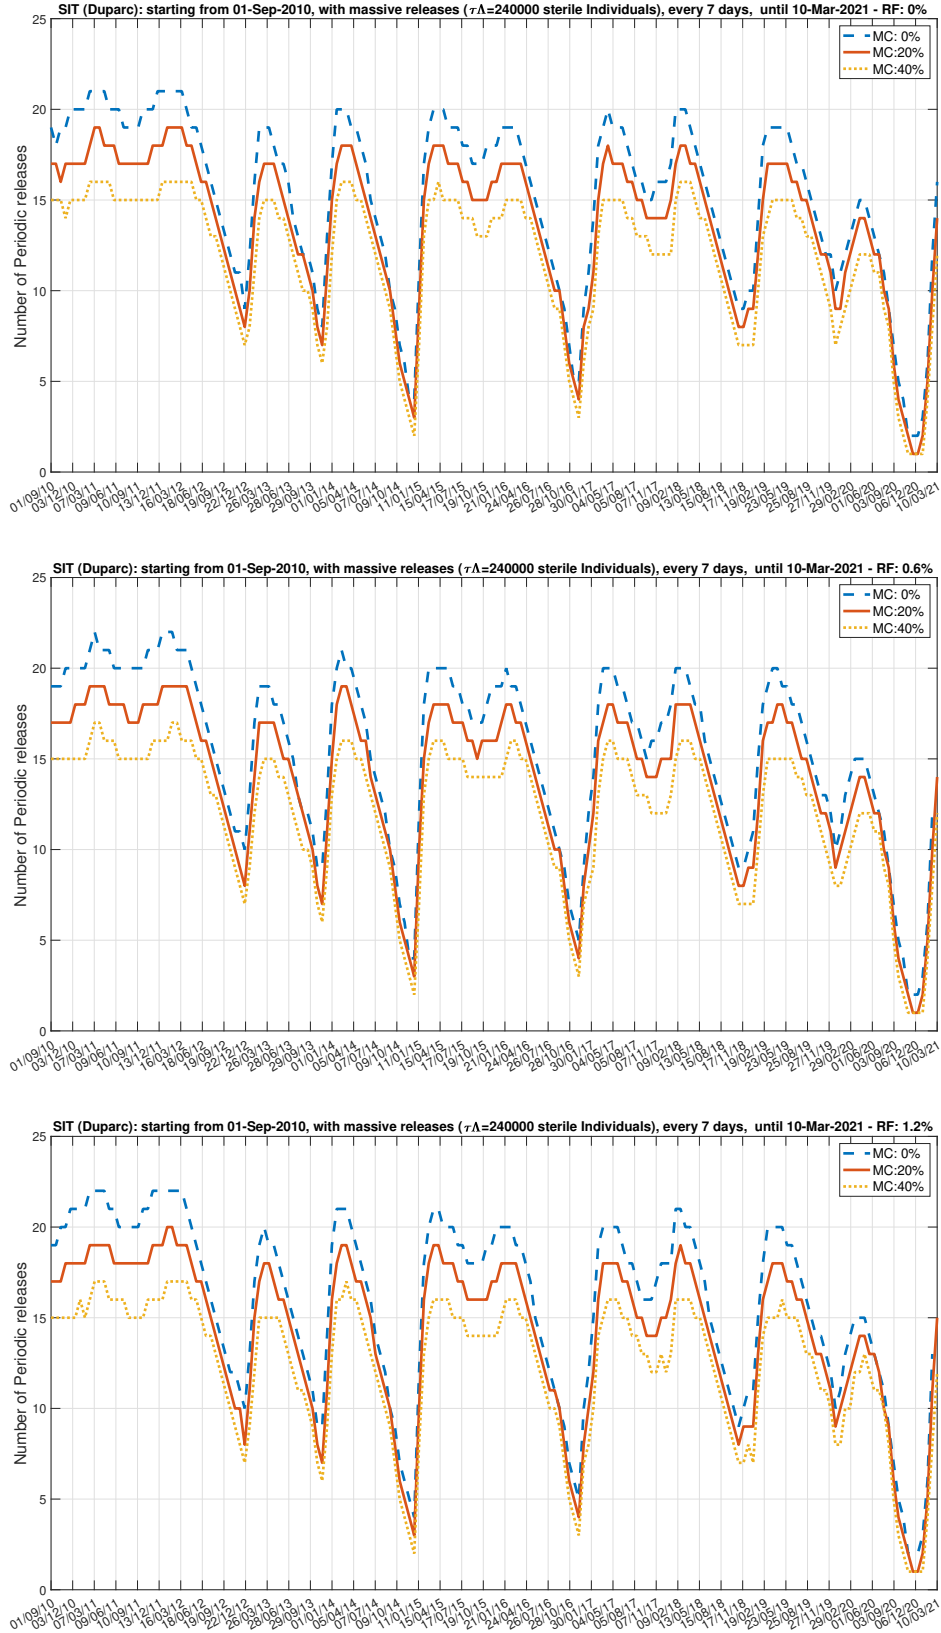 SIT (Duparc): starting from 01-Sep-2010, with massive releases (τΛ=240000 sterile Individuals), every 7 days, until 10-Mar-2021 - RF: 0%
MC: 0%
MC:20%
MC:40%
Number of Periodic releases
25
20
15
10
5
0
01/09/10 03/12/10 07/03/11 09/06/11 10/09/11 13/12/11 16/03/12 18/06/12 19/09/12 22/12/12 26/03/13 28/06/13 29/09/13 01/01/14 05/04/14 07/07/14 09/10/14 11/01/15 15/04/15 17/07/15 19/10/15 21/01/16 24/04/16 26/07/16 28/10/16 30/01/17 04/05/17 05/08/17 07/11/17 09/02/18 13/05/18 15/08/18 17/11/18 19/02/19 23/05/19 25/08/19 27/11/19 29/02/20 01/06/20 03/09/20 06/12/20 10/03/21
SIT (Duparc): starting from 01-Sep-2010, with massive releases (τΛ=240000 sterile Individuals), every 7 days, until 10-Mar-2021 - RF: 0.6%
MC: 0%
MC:20%
MC:40%
Number of Periodic releases
25
20
15
10
5
0
01/09/10 03/12/10 07/03/11 09/06/11 10/09/11 13/12/11 16/03/12 18/06/12 19/09/12 22/12/12 26/03/13 28/06/13 29/09/13 01/01/14 05/04/14 07/07/14 09/10/14 11/01/15 15/04/15 17/07/15 19/10/15 21/01/16 24/04/16 26/07/16 28/10/16 30/01/17 04/05/17 05/08/17 07/11/17 09/02/18 13/05/18 15/08/18 17/11/18 19/02/19 23/05/19 25/08/19 27/11/19 29/02/20 01/06/20 03/09/20 06/12/20 10/03/21
SIT (Duparc): starting from 01-Sep-2010, with massive releases (τΛ=240000 sterile Individuals), every 7 days, until 10-Mar-2021 - RF: 1.2%
MC: 0%
MC:20%
MC:40%
Number of Periodic releases
25
20
15
10
5
0
01/09/10 03/12/10 07/03/11 09/06/11 10/09/11 13/12/11 16/03/12 18/06/12 19/09/12 22/12/12 26/03/13 28/06/13 29/09/13 01/01/14 05/04/14 07/07/14 09/10/14 11/01/15 15/04/15 17/07/15 19/10/15 21/01/16 24/04/16 26/07/16 28/10/16 30/01/17 04/05/17 05/08/17 07/11/17 09/02/18 13/05/18 15/08/18 17/11/18 19/02/19 23/05/19 25/08/19 27/11/19 29/02/20 01/06/20 03/09/20 06/12/20 10/03/21